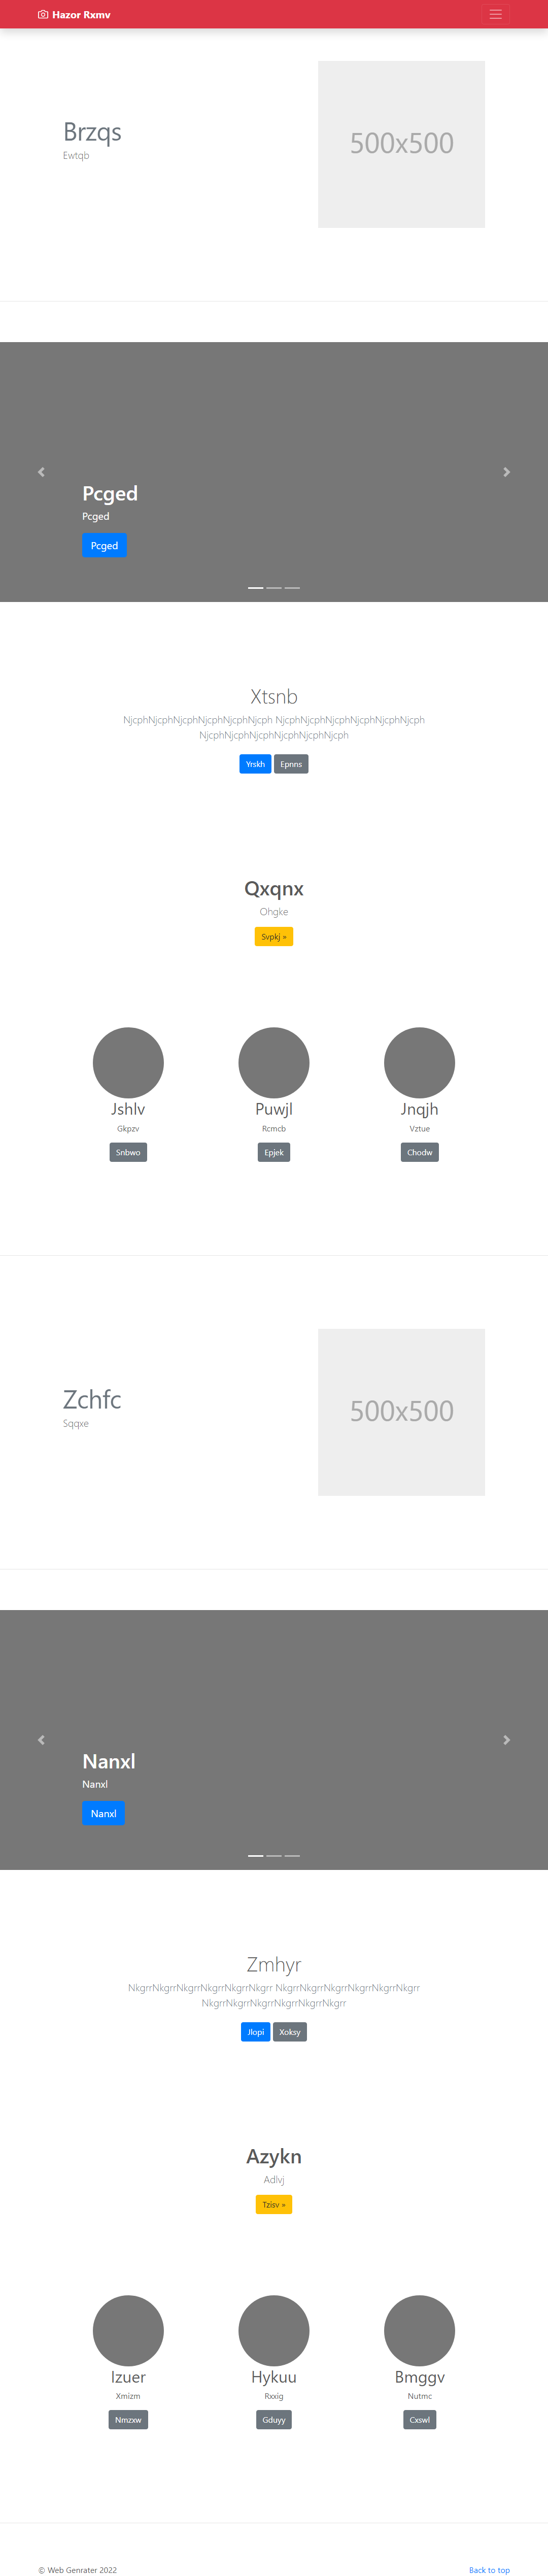 Hazor Rxmv
Brzqs
Ewtqb
500x500
Pcged
Pcged
Pcged
Xtsnb
NjcphNjcphNjcphNjcphNjcphNjcph NjcphNjcphNjcphNjcphNjcphNjcph
NjcphNjcphNjcphNjcphNjcphNjcph
Yrskh Epnns
Qxqnx
Ohgke
Svpkj »
Jshlv Puwjl Jnqjh
Gkpzv Rcmcb Vztue
Snbwo Epjek Chodw
Zchfc
Sqqxe
500x500
Nanxl
Nanxl
Nanxl
Zmhyr
NkgrrNkgrrNkgrrNkgrrNkgrrNkgrr NkgrrNkgrrNkgrrNkgrrNkgrrNkgrr
NkgrrNkgrrNkgrrNkgrrNkgrrNkgrr
Jlopi Xoksy
Azykn
Adlvj
Tzisv »
Izuer Hykuu Bmggv
Xmizm Rxxig Nutmc
Nmzxw Gduyy Cxswl
© Web Genrater 2022 Back to top